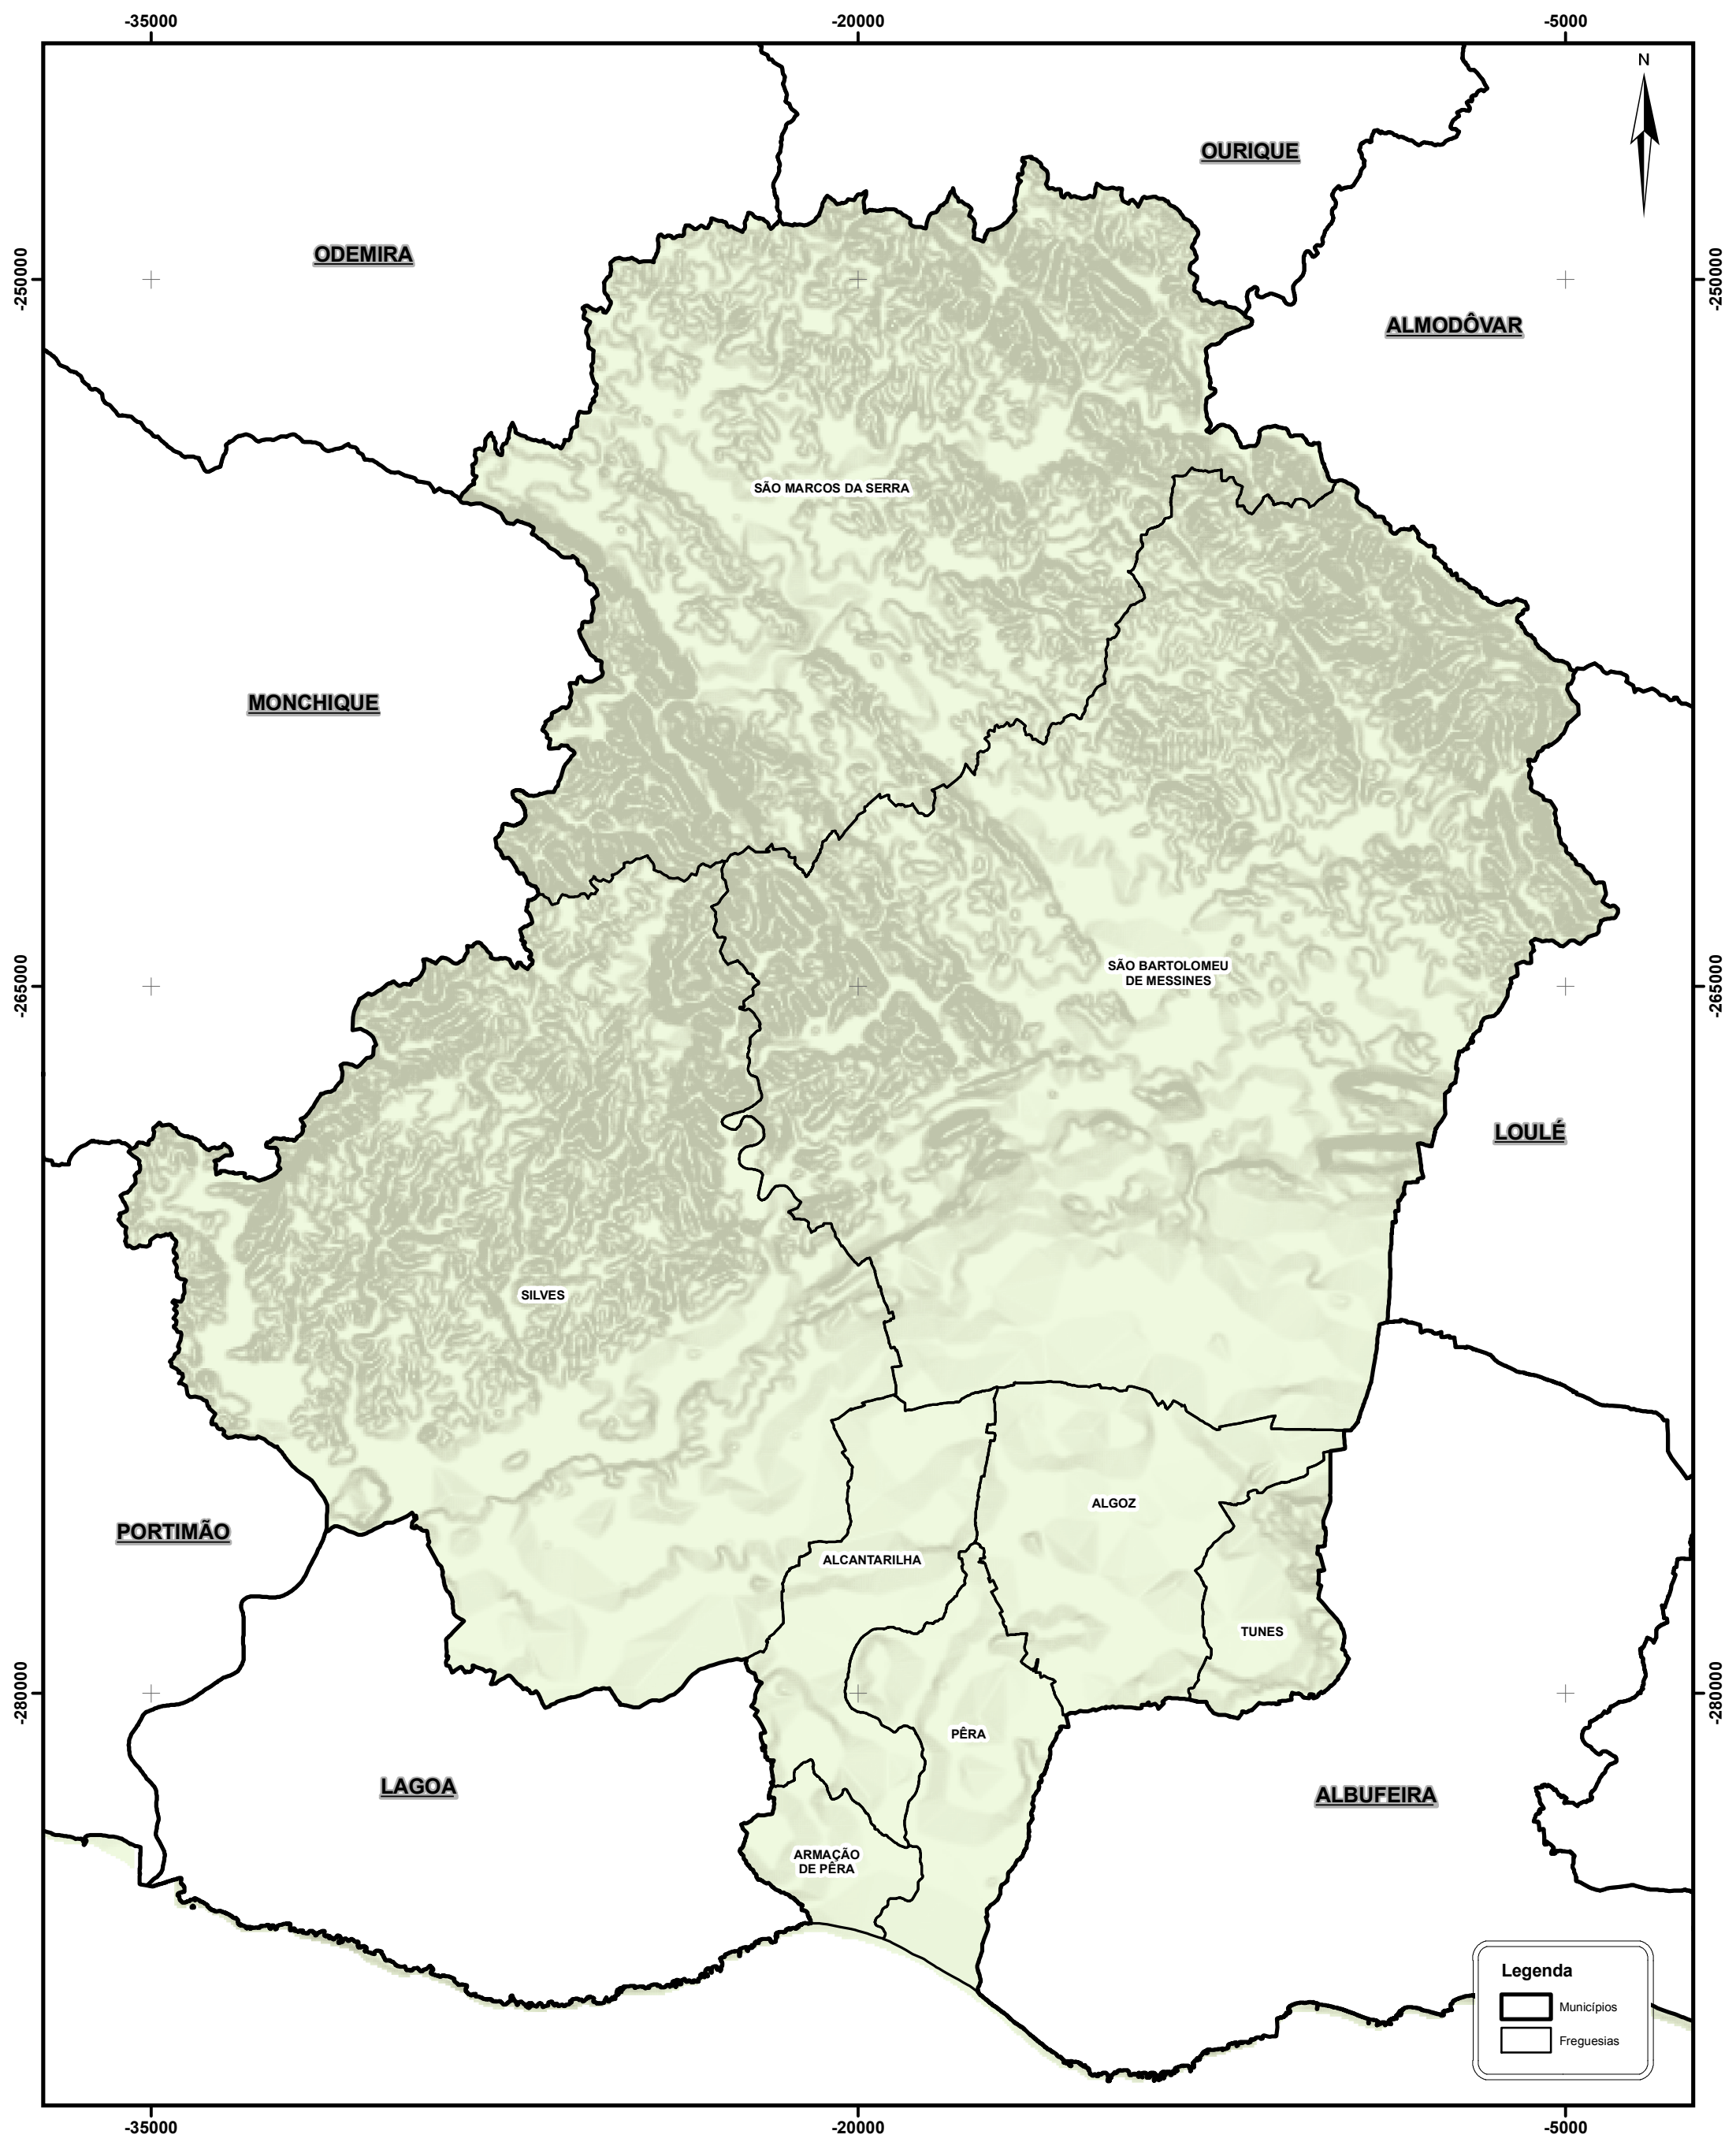 -35000
-20000
-5000
N
OURIQUE
ODEMIRA
-250000
-250000
ALMODÔVAR
SÃO MARCOS DA SERRA
MONCHIQUE
SÃO BARTOLOMEU
DE MESSINES
-265000
-265000
LOULÉ
SILVES
ALGOZ
PORTIMÃO
ALCANTARILHA
TUNES
-280000
-280000
PÊRA
LAGOA
ALBUFEIRA
ARMAÇÃO
DE PÊRA
Legenda
Municípios
Freguesias
-35000
-20000
-5000